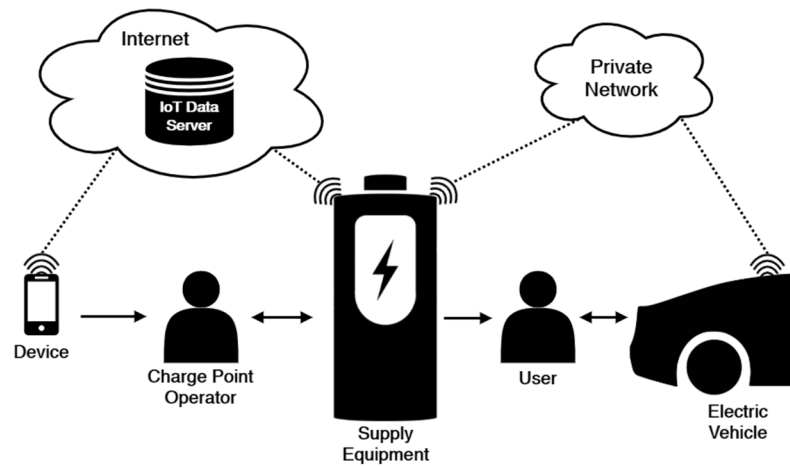 Internet
IoT Data
Server
Private
Network
Device
Charge Point
Operator
Supply
Equipment
User
Electric
Vehicle